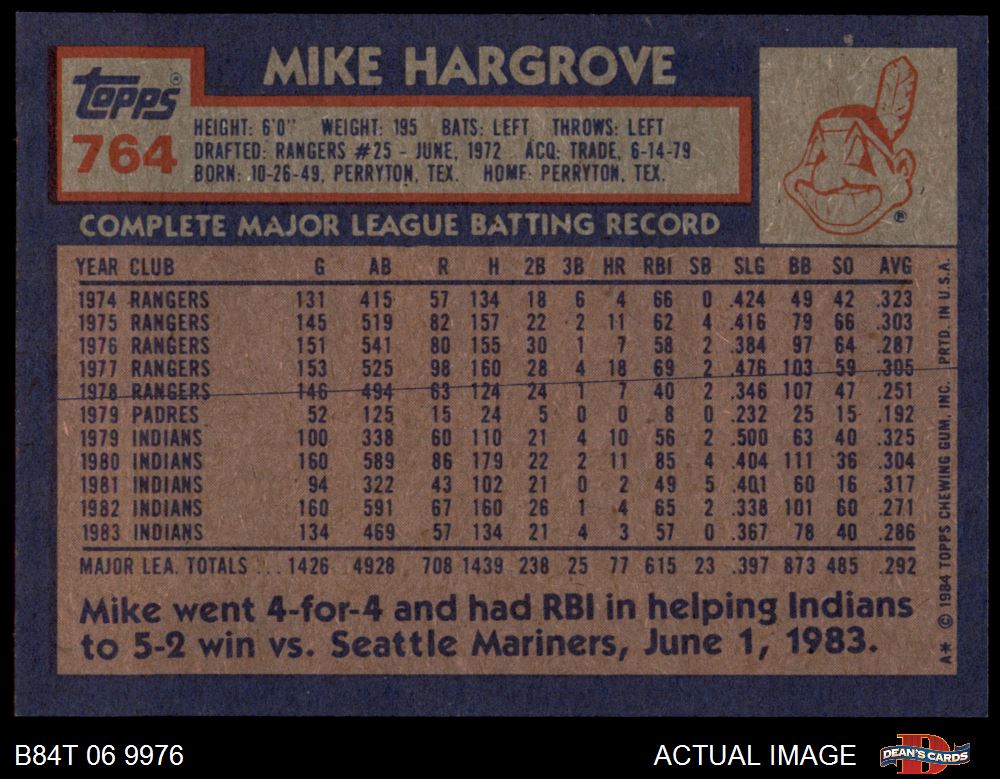 MIKE HARGROVE
Topps®
764
HEIGHT: 6'0" WEIGHT: 195 BATS: LEFT THROWS: LEFT
DRAFTED: RANGERS #25 - JUNE, 1972 ACQ: TRADE, 6-14-79
BORN: 10-26-49, PERRYTON, TEX. HOME: PERRYTON, TEX.
®
COMPLETE MAJOR LEAGUE BATTING RECORD
YEAR CLUB G AB R H 2B 3B HR RBI SB SLG BB SO AVG
1974 RANGERS 131 415 57 134 18 6 4 66 0 .424 49 42 .323
1975 RANGERS 145 519 82 157 22 2 11 62 4 .416 79 66 .303
1976 RANGERS 151 541 80 155 30 1 7 58 2 .384 97 64 .287
1977 RANGERS 153 525 98 160 28 4 18 69 2 .476 103 59 .305
1978 RANGERS 146 494 63 124 24 1 7 40 2 .346 107 47 .251
1979 PADRES 52 125 15 24 5 0 0 8 0 .232 25 15 .192
1979 INDIANS 100 338 60 110 21 4 10 56 2 .500 63 40 .325
1980 INDIANS 160 589 86 179 22 2 11 85 4 .404 111 36 .304
1981 INDIANS 94 322 43 102 21 0 2 49 5 .401 60 16 .317
1982 INDIANS 160 591 67 160 26 1 4 65 2 .338 101 60 .271
1983 INDIANS 134 469 57 134 21 4 3 57 0 .367 78 40 .286
MAJOR LEA. TOTALS ... 1426 4928 708 1439 238 25 77 615 23 .397 873 485 .292
Mike went 4-for-4 and had RBI in helping Indians
to 5-2 win vs. Seattle Mariners, June 1, 1983.
A* © 1984 TOPPS CHEWING GUM, INC. PRTD. IN U.S.A.
B84T 06 9976
ACTUAL IMAGE
DEAN'S CARDS